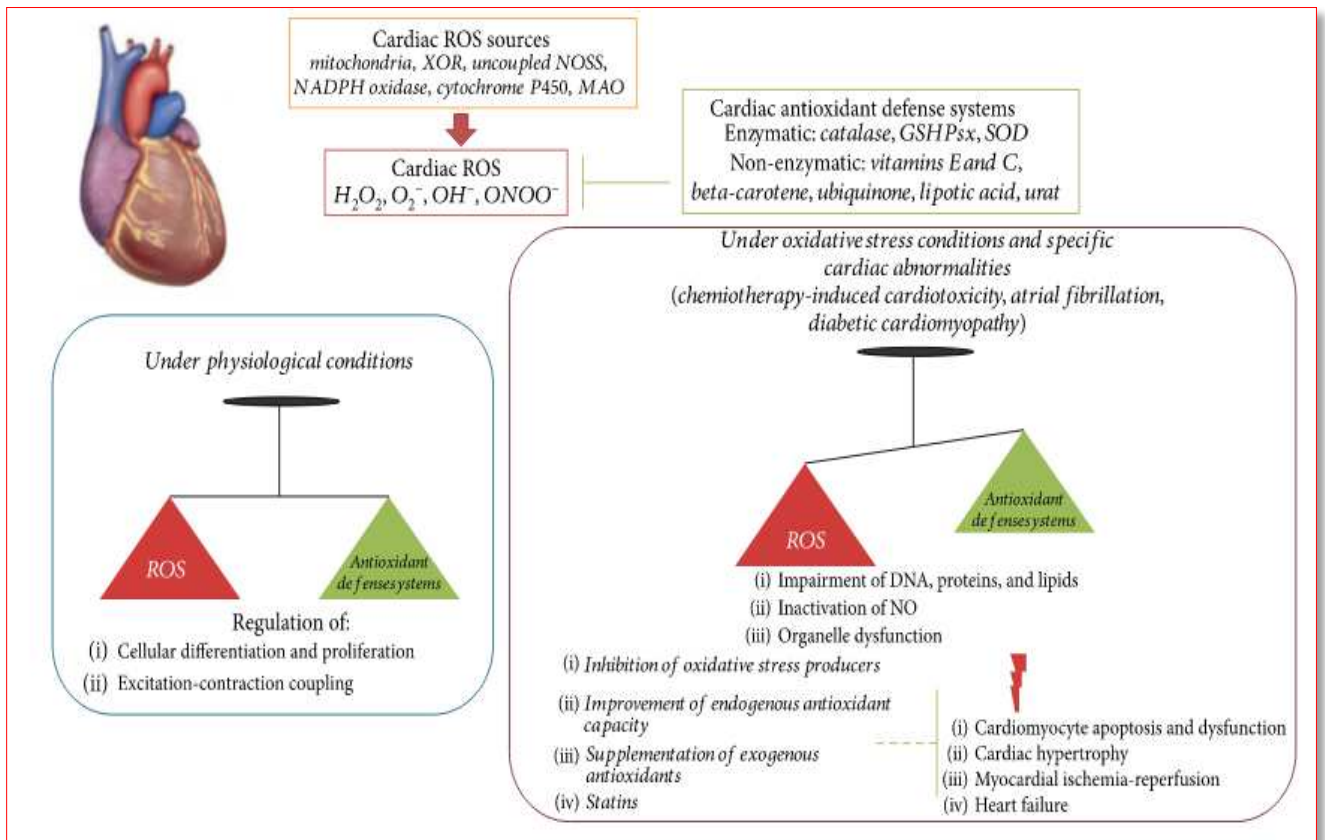 Cardiac ROS sources
mitochondria, XOR, uncoupled NOSS,
NADPH oxidase, cytochrome P450, MAO
Cardiac ROS
H₂O₂, O₂⁻, OH⁻, ONOO⁻
Cardiac antioxidant defense systems
Enzymatic: catalase, GSHPsx, SOD
Non-enzymatic: vitamins E and C,
beta-carotene, ubiquinone, lipotic acid, urat
Under physiological conditions
ROS
Antioxidant
defensesystems
Regulation of:
(i) Cellular differentiation and proliferation
(ii) Excitation-contraction coupling
Under oxidative stress conditions and specific
cardiac abnormalities
(chemiotherapy-induced cardiotoxicity, atrial fibrillation,
diabetic cardiomyopathy)
ROS
Antioxidant
defensesystems
(i) Impairment of DNA, proteins, and lipids
(ii) Inactivation of NO
(iii) Organelle dysfunction
(i) Inhibition of oxidative stress producers
(ii) Improvement of endogenous antioxidant
capacity
(iii) Supplementation of exogenous
antioxidants
(iv) Statins
(i) Cardiomyocyte apoptosis and dysfunction
(ii) Cardiac hypertrophy
(iii) Myocardial ischemia-reperfusion
(iv) Heart failure